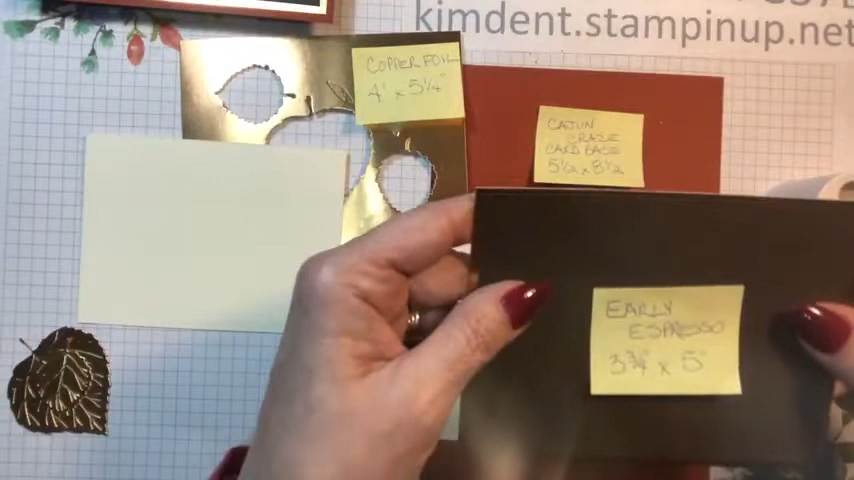 kimdent.stampinup.net
COPPER FOIL
4" x 5¼"
CAJUN
CRAZE
CARD BASE
5½ x 8½
EARLY
ESPRESSO
3¾" x 5"